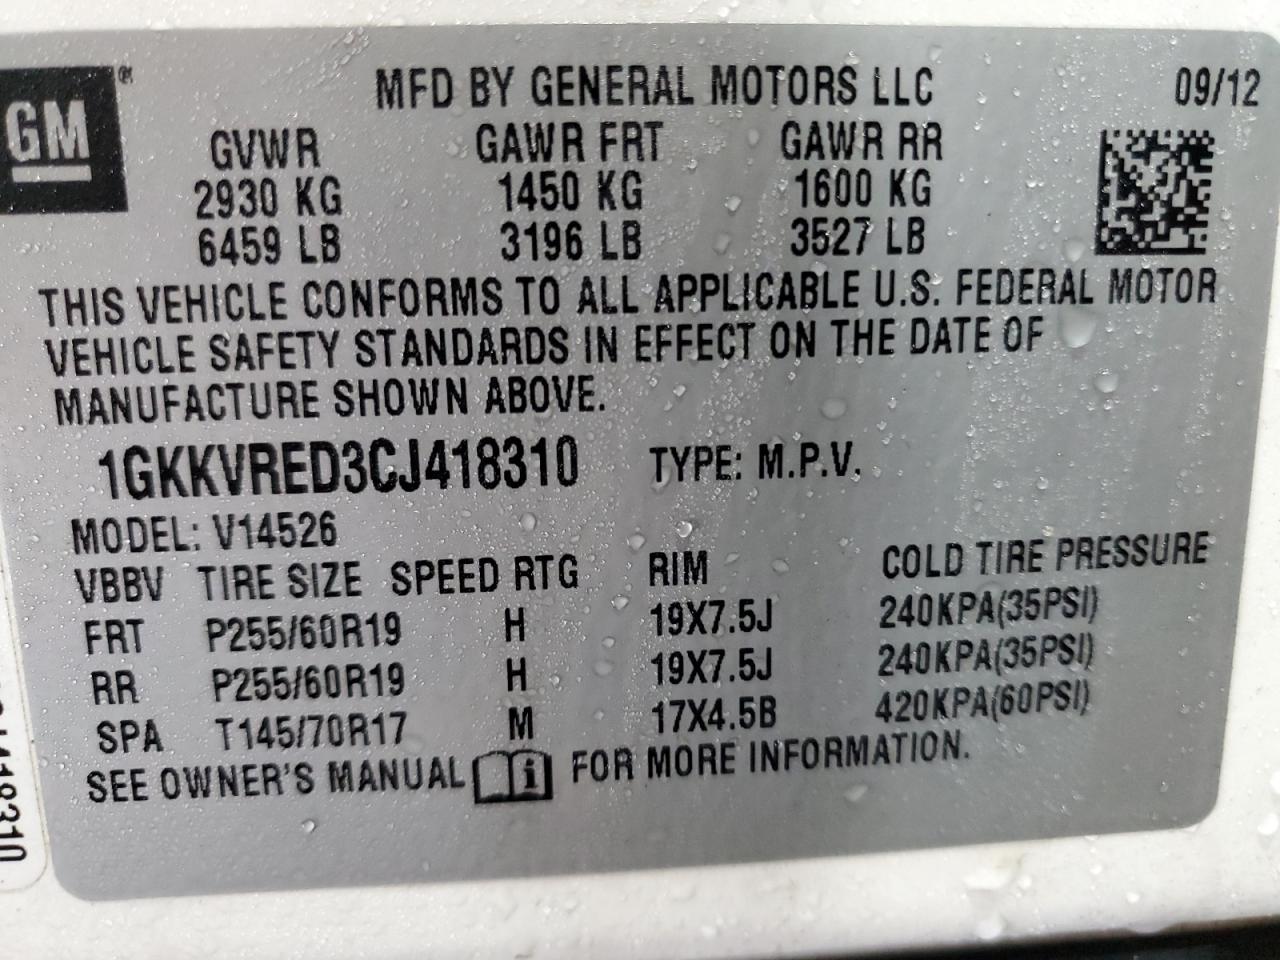 GM®
MFD BY GENERAL MOTORS LLC 09/12
GVWR GAWR FRT GAWR RR
2930 KG 1450 KG 1600 KG
6459 LB 3196 LB 3527 LB
THIS VEHICLE CONFORMS TO ALL APPLICABLE U.S. FEDERAL MOTOR
VEHICLE SAFETY STANDARDS IN EFFECT ON THE DATE OF
MANUFACTURE SHOWN ABOVE.
1GKKVRED3CJ418310 TYPE: M.P.V.
MODEL: V14526
VBBV TIRE SIZE SPEED RTG RIM COLD TIRE PRESSURE
FRT P255/60R19 H 19X7.5J 240KPA(35PSI)
RR P255/60R19 H 19X7.5J 240KPA(35PSI)
SPA T145/70R17 M 17X4.5B 420KPA(60PSI)
SEE OWNER'S MANUAL i FOR MORE INFORMATION.